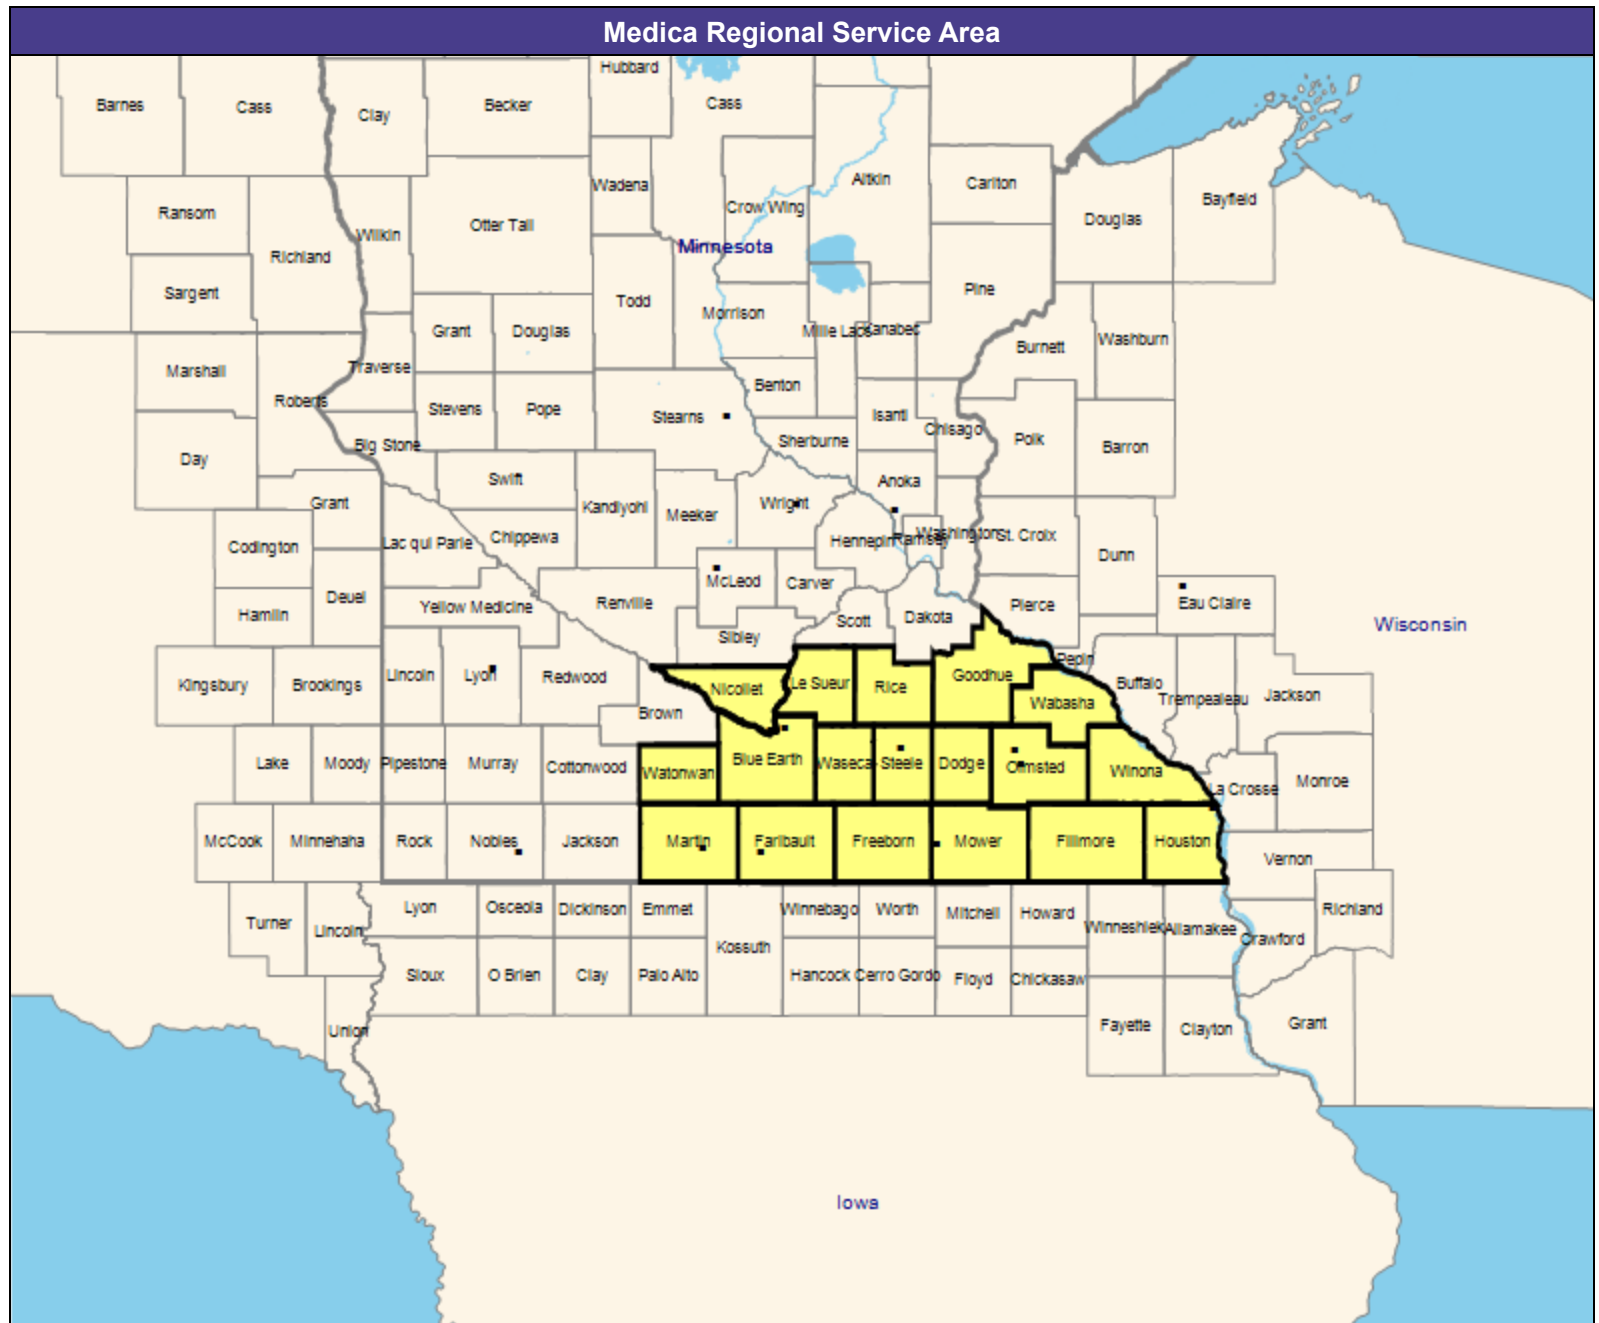 Medica Regional Service Area
Hubbard
Barnes
Cass
Clay
Becker
Cass
Wadena
Aitkin
Carlton
Ransom
Crow Wing
Bayfield
Douglas
Otter Tail
Wilkin
Minnesota
Richland
Sargent
Pine
Todd
Morrison
Grant
Douglas
Mille Lacs
Kanabec
Washburn
Burnett
Marshall
Traverse
Benton
Roberts
Stevens
Pope
Stearns
Isanti
Chisago
Polk
Barron
Big Stone
Sherburne
Day
Swift
Anoka
Grant
Kandiyohi
Meeker
Wright
Codington
Lac qui Parle
Chippewa
Hennepin
Ramsey
Washington
St. Croix
Dunn
McLeod
Carver
Deuel
Yellow Medicine
Renville
Pierce
Eau Claire
Hamlin
Scott
Dakota
Wisconsin
Sibley
Pepin
Kingsbury
Brookings
Lincoln
Lyon
Redwood
Nicollet
Le Sueur
Rice
Goodhue
Buffalo
Trempealeau
Jackson
Brown
Wabasha
Lake
Moody
Pipestone
Murray
Cottonwood
Watonwan
Blue Earth
Waseca
Steele
Dodge
Olmsted
Winona
La Crosse
Monroe
McCook
Minnehaha
Rock
Nobles
Jackson
Martin
Faribault
Freeborn
Mower
Fillmore
Houston
Vernon
Turner
Lincoln
Lyon
Osceola
Dickinson
Emmet
Winnebago
Worth
Mitchell
Howard
Winneshiek
Allamakee
Crawford
Richland
Kossuth
Sioux
O Brien
Clay
Palo Alto
Hancock
Cerro Gordo
Floyd
Chickasaw
Union
Fayette
Clayton
Grant
Iowa